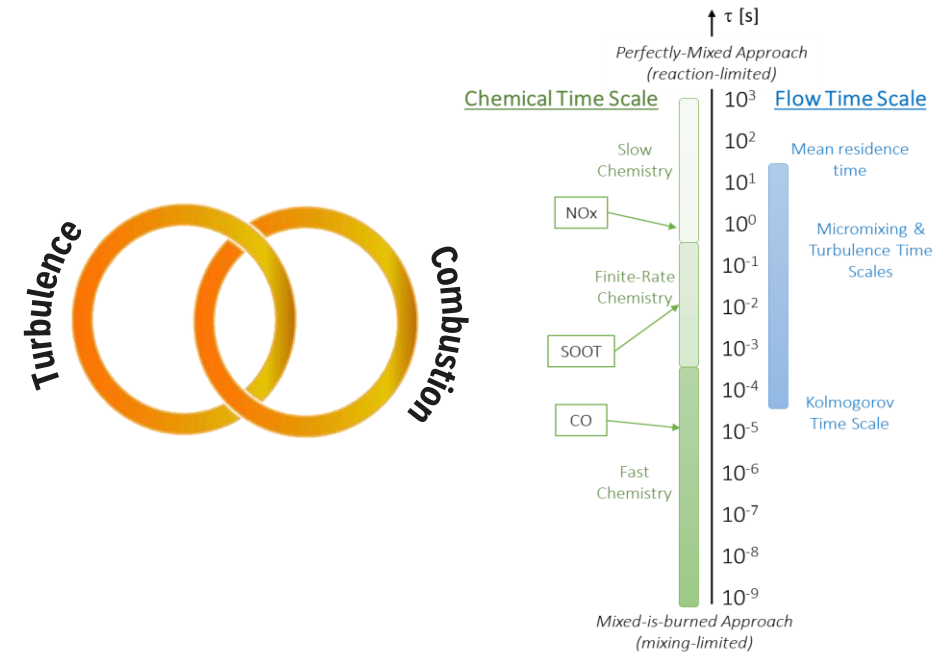 Turbulence
Combustion
τ [s]
Perfectly-Mixed Approach
(reaction-limited)
Chemical Time Scale
Flow Time Scale
10³
10²
10¹
10⁰
10⁻¹
10⁻²
10⁻³
10⁻⁴
10⁻⁵
10⁻⁶
10⁻⁷
10⁻⁸
10⁻⁹
Slow
Chemistry
NOx
Finite-Rate
Chemistry
SOOT
CO
Fast
Chemistry
Mean residence
time
Micromixing &
Turbulence Time
Scales
Kolmogorov
Time Scale
Mixed-is-burned Approach
(mixing-limited)